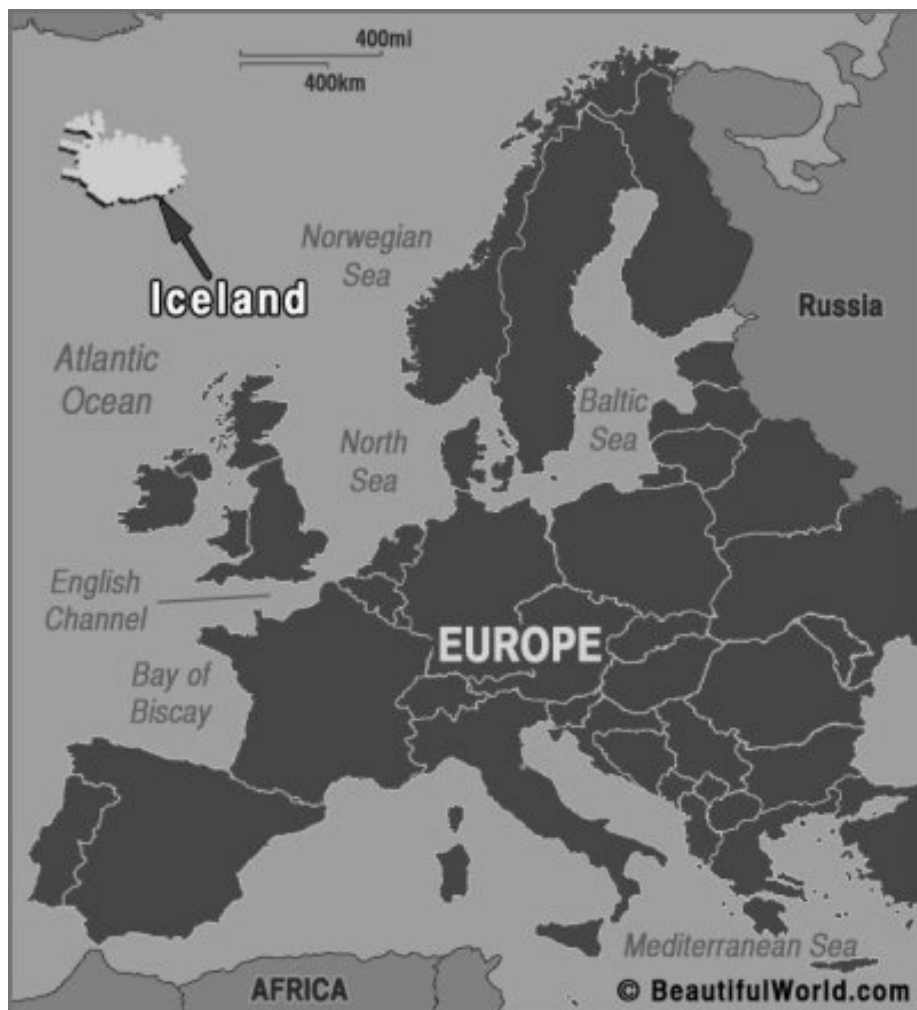 400mi
400km
Norwegian
Sea
Iceland
Russia
Atlantic
Ocean
Baltic
Sea
North
Sea
English
Channel
EUROPE
Bay of
Biscay
Mediterranean Sea
AFRICA
© BeautifulWorld.com